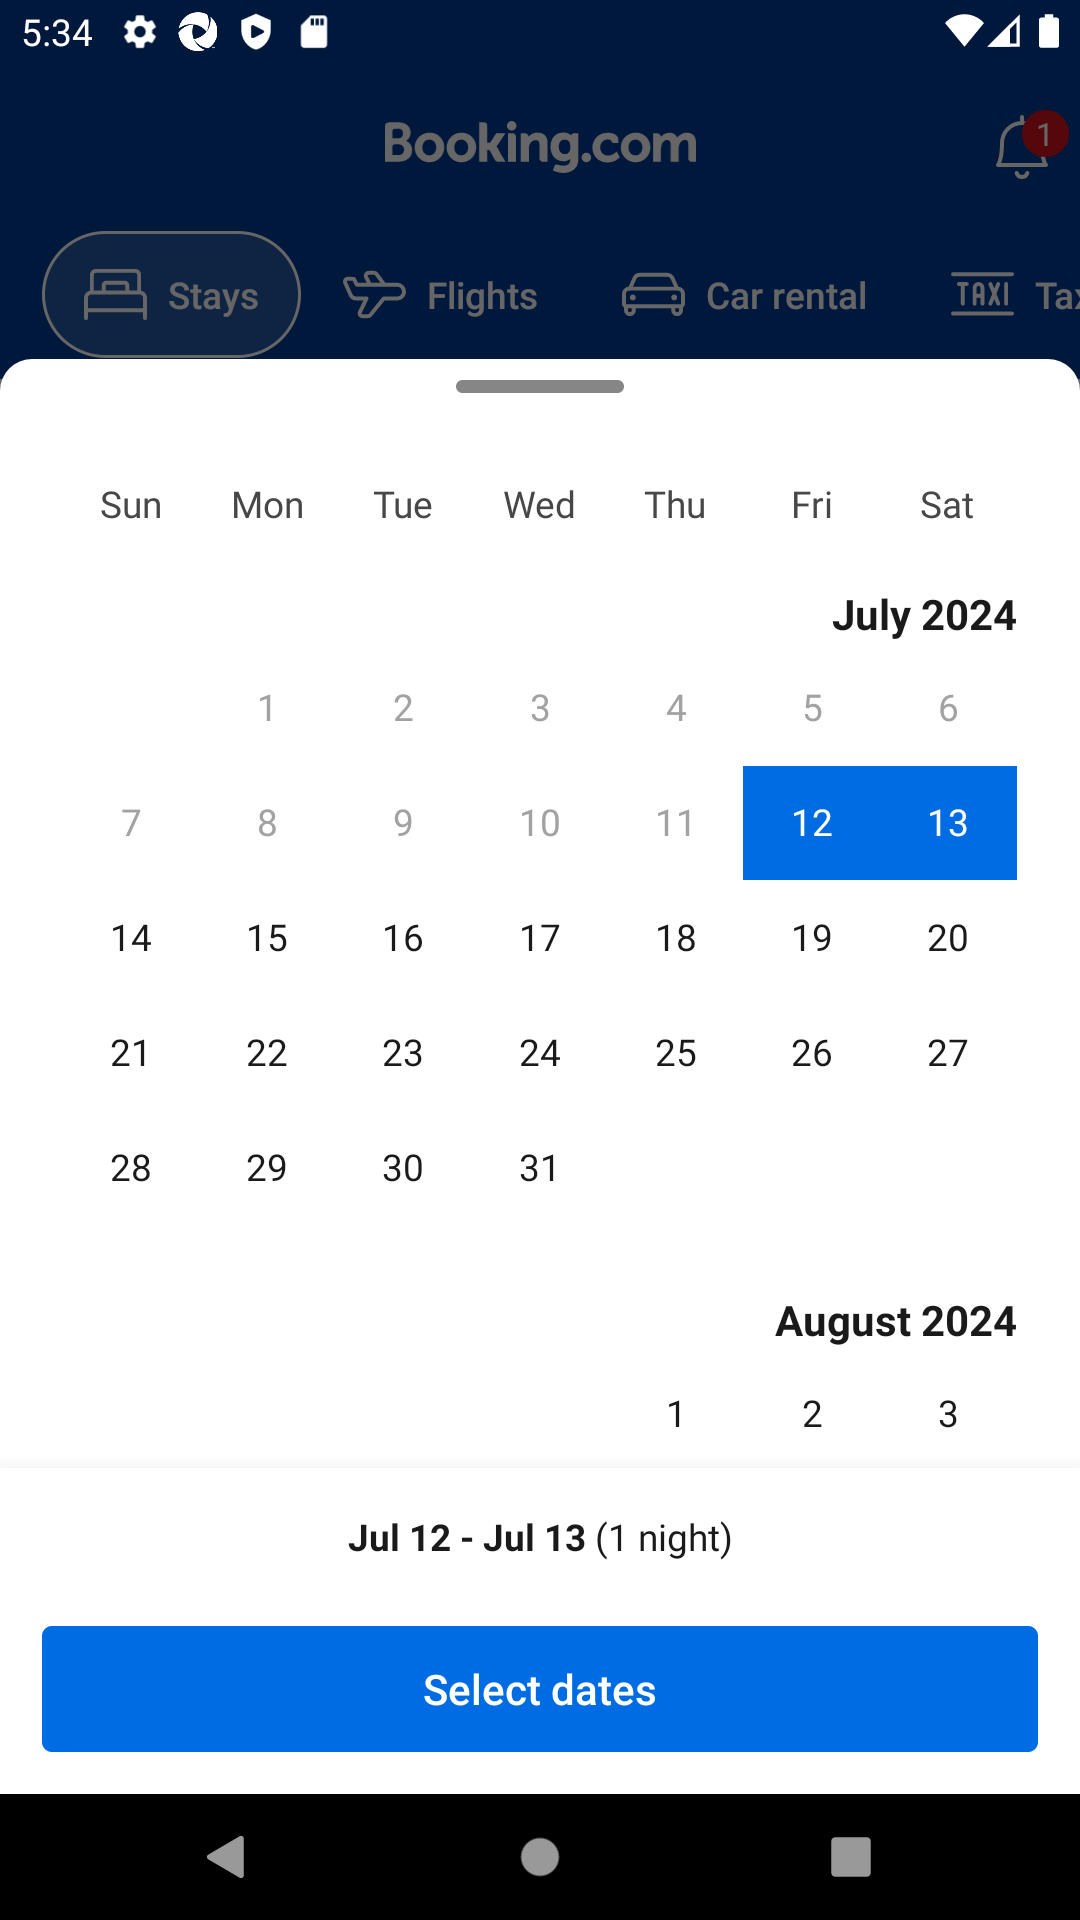 5:34
Booking.com
1
Stays Flights Car rental TAXI Tax
Sun Mon Tue Wed Thu Fri Sat
July 2024
1 2 3 4 5 6
7 8 9 10 11 12 13
14 15 16 17 18 19 20
21 22 23 24 25 26 27
28 29 30 31
August 2024
1 2 3
Jul 12 - Jul 13 (1 night)
Select dates